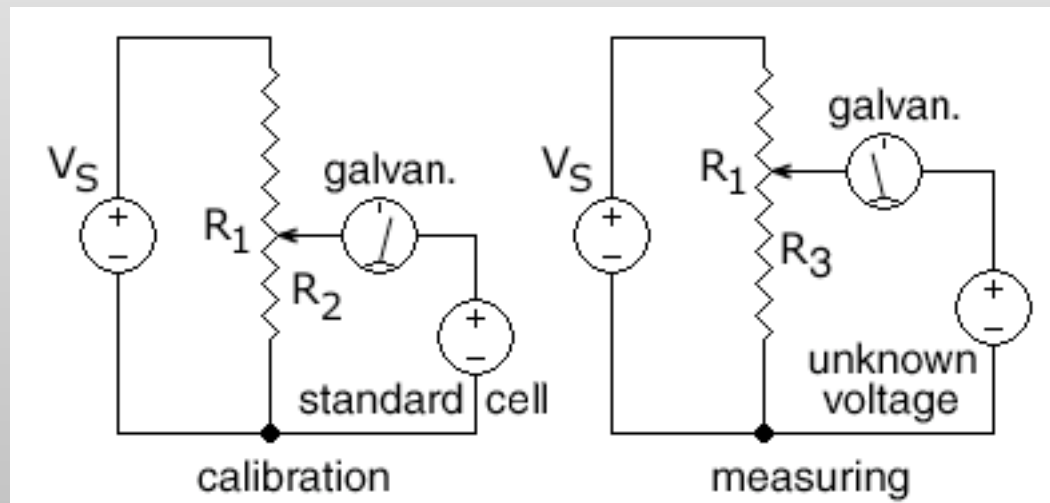 VS
galvan.
R1
R2
standard cell
calibration
VS
galvan.
R1
R3
unknown
voltage
measuring